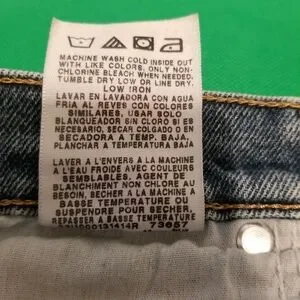 MACHINE WASH COLD INSIDE OUT
WITH LIKE COLORS. ONLY NON-
CHLORINE BLEACH WHEN NEEDED.
TUMBLE DRY LOW OR LINE DRY.
LOW IRON
LAVAR EN LAVADORA CON AGUA
FRIA AL REVES CON COLORES
SIMILARES, USAR SOLO
BLANQUEADOR SIN CLORO SI ES
NECESARIO, SECAR COLGADO O EN
SECADORA A TEMP. BAJA,
PLANCHAR A TEMPERATURA BAJA.
LAVER A L'ENVERS À LA MACHINE
A L'EAU FROIDE AVEC COULEURS
SEMBLABLES. AGENT DE
BLANCHIMENT NON CHLORE AU
BESOIN. SECHER A LA MACHINE A
BASSE TEMPERATURE OU
SUSPENDRE POUR SECHER,
REPASSER A BASSE TEMPERATURE
73657